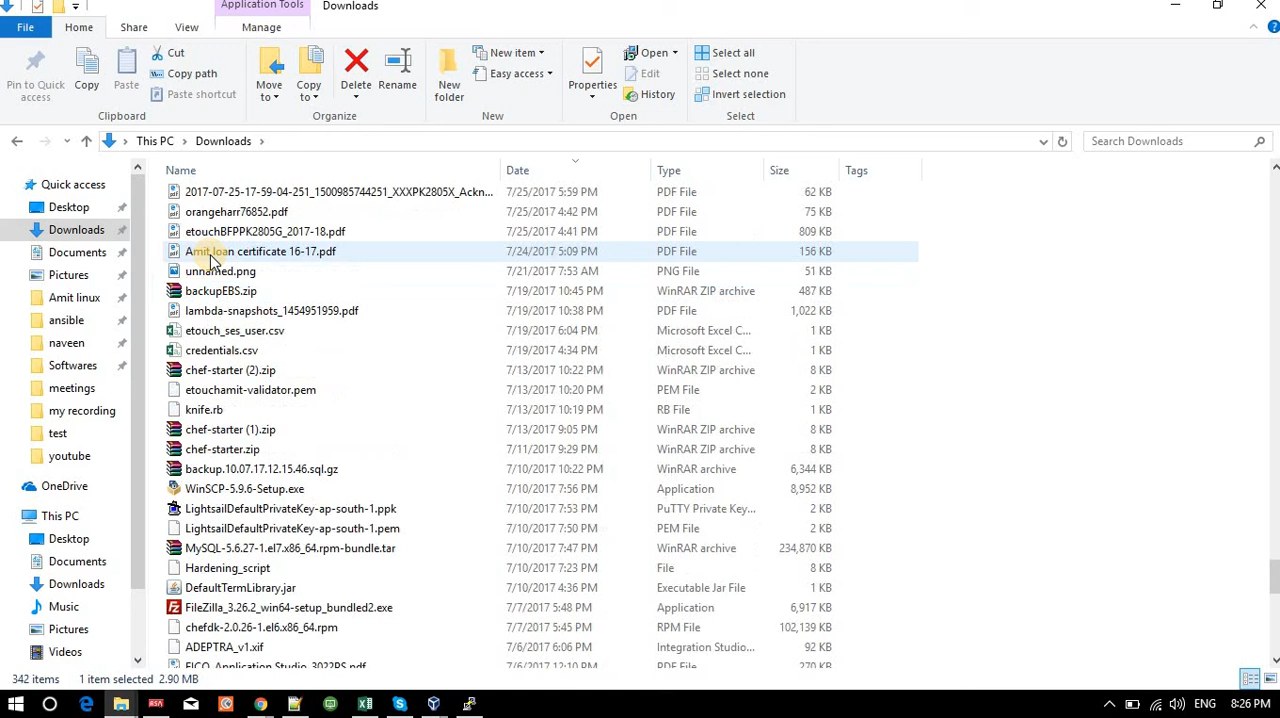 Application Tools Downloads
File Home Share View Manage
Pin to Quick access
Copy
Paste
Cut
Copy path
Paste shortcut
Clipboard
Move to
Copy to
Delete
Rename
Organize
New folder
New item
Easy access
New
Properties
Open
Edit
History
Open
Select all
Select none
Invert selection
Select
This PC Downloads Search Downloads
Name Date Type Size Tags
Quick access
Desktop
Downloads
Documents
Pictures
Amit linux
ansible
naveen
Softwares
meetings
my recording
test
youtube
OneDrive
This PC
Desktop
Documents
Downloads
Music
Pictures
Videos
2017-07-25-17-59-04-251_1500985744251_XXXPK2805X_Ackn... 7/25/2017 5:59 PM PDF File 62 KB
orangeharr76852.pdf 7/25/2017 4:42 PM PDF File 75 KB
etouchBFPPK2805G_2017-18.pdf 7/25/2017 4:41 PM PDF File 809 KB
Amit loan certificate 16-17.pdf 7/24/2017 5:09 PM PDF File 156 KB
unnamed.png 7/21/2017 7:53 AM PNG File 51 KB
backupEBS.zip 7/19/2017 10:45 PM WinRAR ZIP archive 487 KB
lambda-snapshots_1454951959.pdf 7/19/2017 10:38 PM PDF File 1,022 KB
etouch_ses_user.csv 7/19/2017 6:04 PM Microsoft Excel C... 1 KB
credentials.csv 7/19/2017 4:34 PM Microsoft Excel C... 1 KB
chef-starter (2).zip 7/13/2017 10:22 PM WinRAR ZIP archive 8 KB
etouchamit-validator.pem 7/13/2017 10:20 PM PEM File 2 KB
knife.rb 7/13/2017 10:19 PM RB File 1 KB
chef-starter (1).zip 7/13/2017 9:05 PM WinRAR ZIP archive 8 KB
chef-starter.zip 7/11/2017 9:29 PM WinRAR ZIP archive 8 KB
backup.10.07.17.12.15.46.sql.gz 7/10/2017 10:22 PM WinRAR archive 6,344 KB
WinSCP-5.9.6-Setup.exe 7/10/2017 7:56 PM Application 8,952 KB
LightsailDefaultPrivateKey-ap-south-1.ppk 7/10/2017 7:53 PM PuTTY Private Key... 2 KB
LightsailDefaultPrivateKey-ap-south-1.pem 7/10/2017 7:50 PM PEM File 2 KB
MySQL-5.6.27-1.el7.x86_64.rpm-bundle.tar 7/10/2017 7:47 PM WinRAR archive 234,870 KB
Hardening_script 7/10/2017 7:23 PM File 8 KB
DefaultTermLibrary.jar 7/10/2017 4:36 PM Executable Jar File 7 KB
FileZilla_3.26.2_win64-setup_bundled2.exe 7/7/2017 5:48 PM Application 6,917 KB
chefdk-2.0.26-1.el6.x86_64.rpm 7/7/2017 5:45 PM RPM File 102,139 KB
ADEPTRA_v1.xif 7/6/2017 6:06 PM Integration Studio... 92 KB
FICO_Application Studio_3022PS.pdf 7/6/2017 12:10 PM PDF File 270 KB
342 items 1 item selected 2.90 MB
RSA ENG 8:26 PM